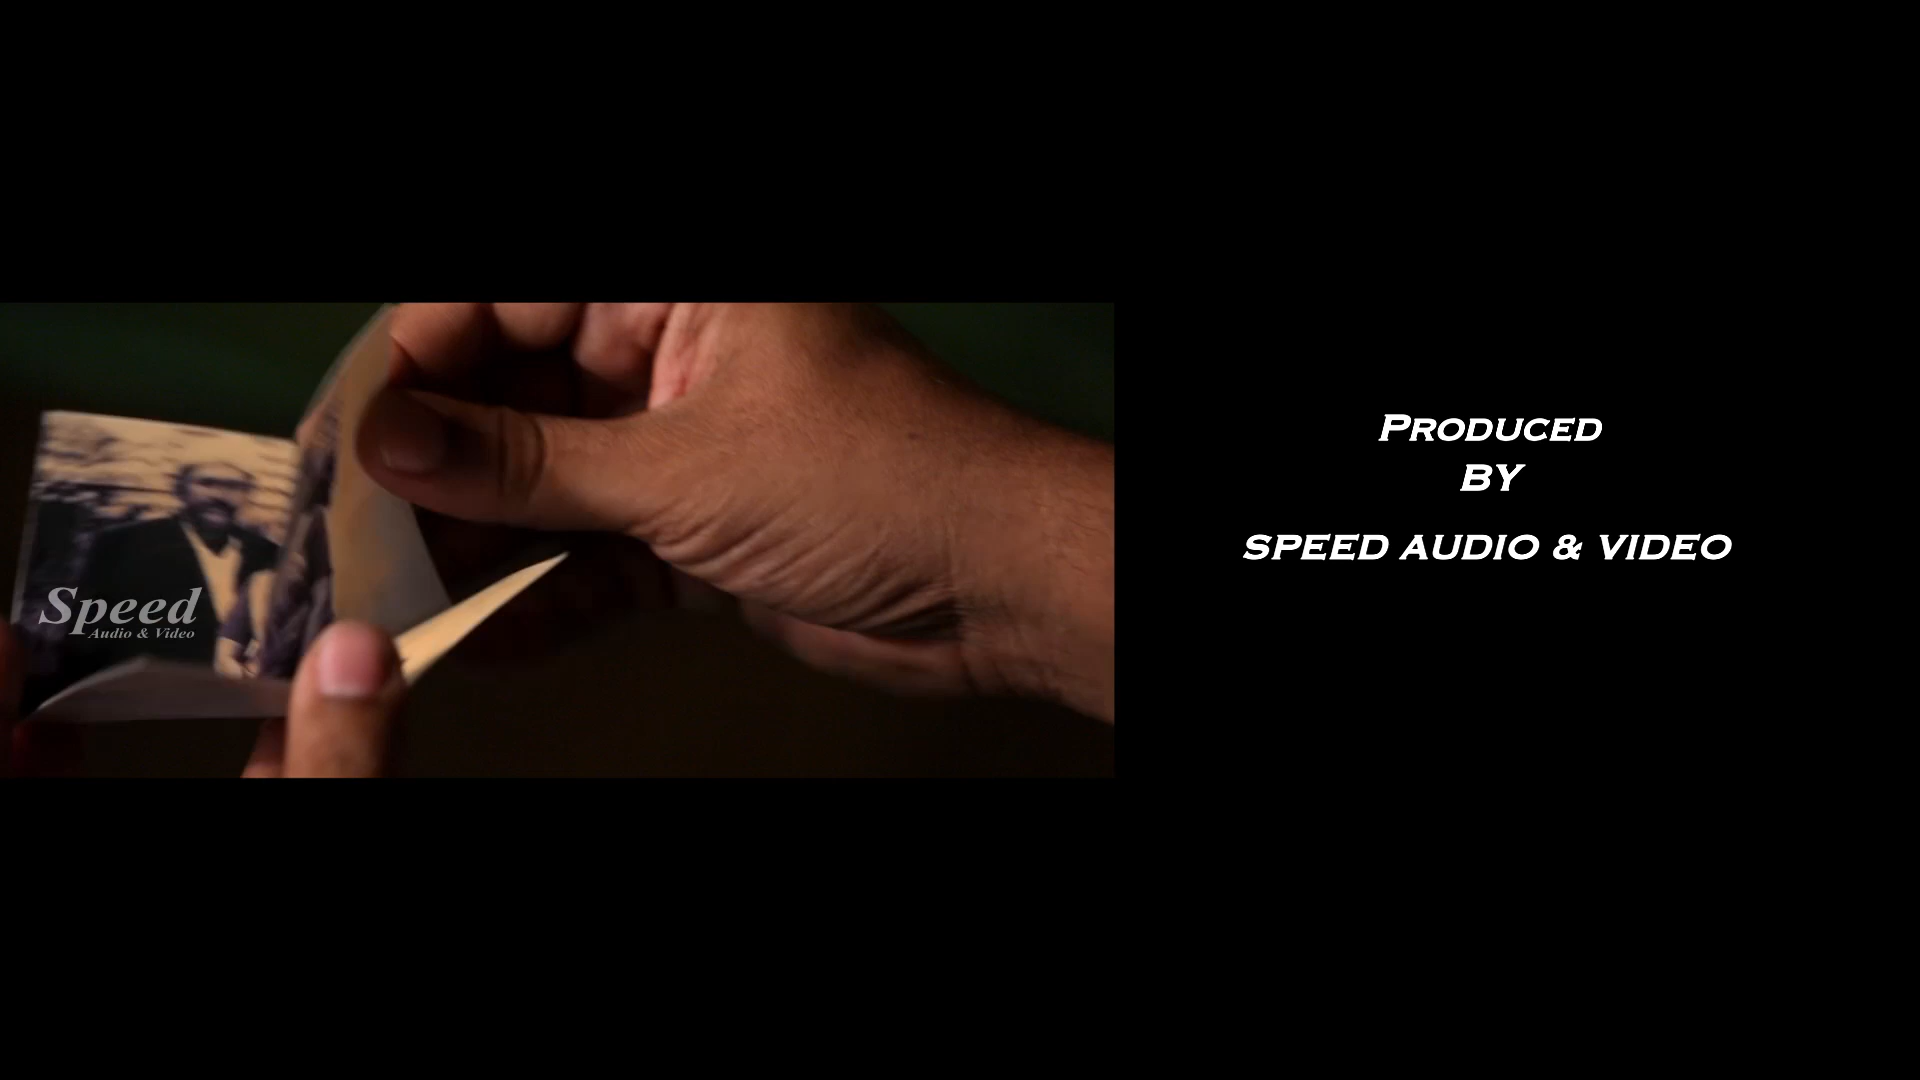 Speed
Audio & Video
PRODUCED
BY
SPEED AUDIO & VIDEO